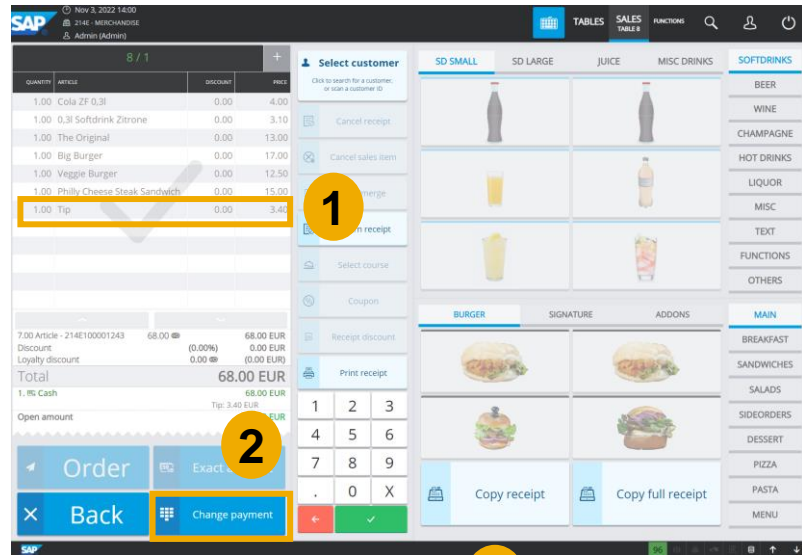 SAP
Nov 3, 2022 14:00
214E - MERCHANDISE
Admin (Admin)
TABLES
SALES
TABLE 8
FUNCTIONS
8 / 1
+
QUANTITY ARTICLE DISCOUNT PRICE
1.00 Cola ZF 0,3l 0.00 4.00
1.00 0,3l Softdrink Zitrone 0.00 3.10
1.00 The Original 0.00 13.00
1.00 Big Burger 0.00 17.00
1.00 Veggie Burger 0.00 12.50
1.00 Philly Cheese Steak Sandwich 0.00 15.00
1.00 Tip 0.00 3.40
7.00 Article - 214E100001243 68.00 68.00 EUR
Discount (0.00%) 0.00 EUR
Loyalty discount 0.00 (0.00 EUR)
Total 68.00 EUR
1. Cash 68.00 EUR
Tip: 3.40 EUR
Open amount EUR
Order
Exact
Back
Change payment
1
2
Select customer
Click to search for a customer,
or scan a customer ID
Cancel receipt
Cancel sales item
receipt
Select course
Coupon
Receipt discount
Print receipt
1 2 3
4 5 6
7 8 9
. 0 X
SD SMALL SD LARGE JUICE MISC DRINKS
BURGER SIGNATURE ADDONS
Copy receipt
Copy full receipt
SOFTDRINKS
BEER
WINE
CHAMPAGNE
HOT DRINKS
LIQUOR
MISC
TEXT
FUNCTIONS
OTHERS
MAIN
BREAKFAST
SANDWICHES
SALADS
SIDEORDERS
DESSERT
PIZZA
PASTA
MENU
SAP
96